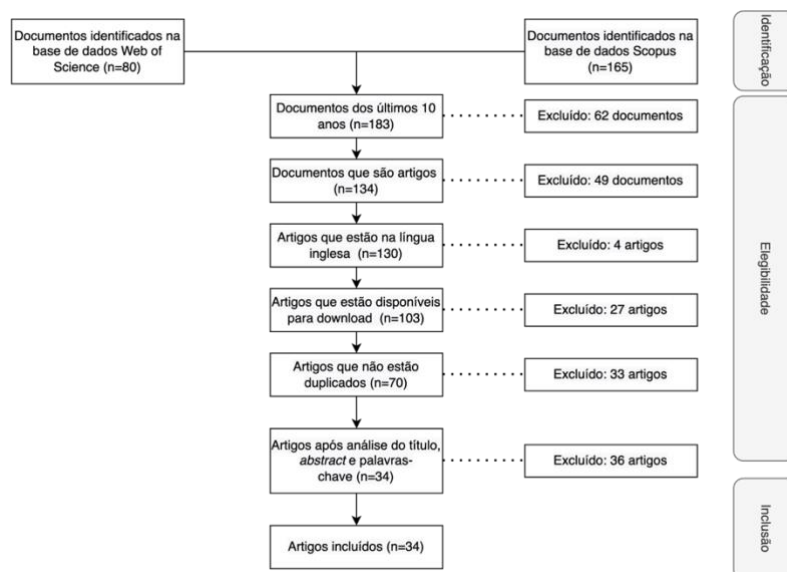 Documentos identificados na
base de dados Web of
Science (n=80)
Documentos identificados na
base de dados Scopus
(n=165)
Identificação
Documentos dos últimos 10
anos (n=183)
Excluído: 62 documentos
Documentos que são artigos
(n=134)
Excluído: 49 documentos
Artigos que estão na língua
inglesa (n=130)
Excluído: 4 artigos
Artigos que estão disponíveis
para download (n=103)
Excluído: 27 artigos
Artigos que não estão
duplicados (n=70)
Excluído: 33 artigos
Artigos após análise do título,
abstract e palavras-
chave (n=34)
Excluído: 36 artigos
Elegibilidade
Artigos incluídos (n=34)
Inclusão